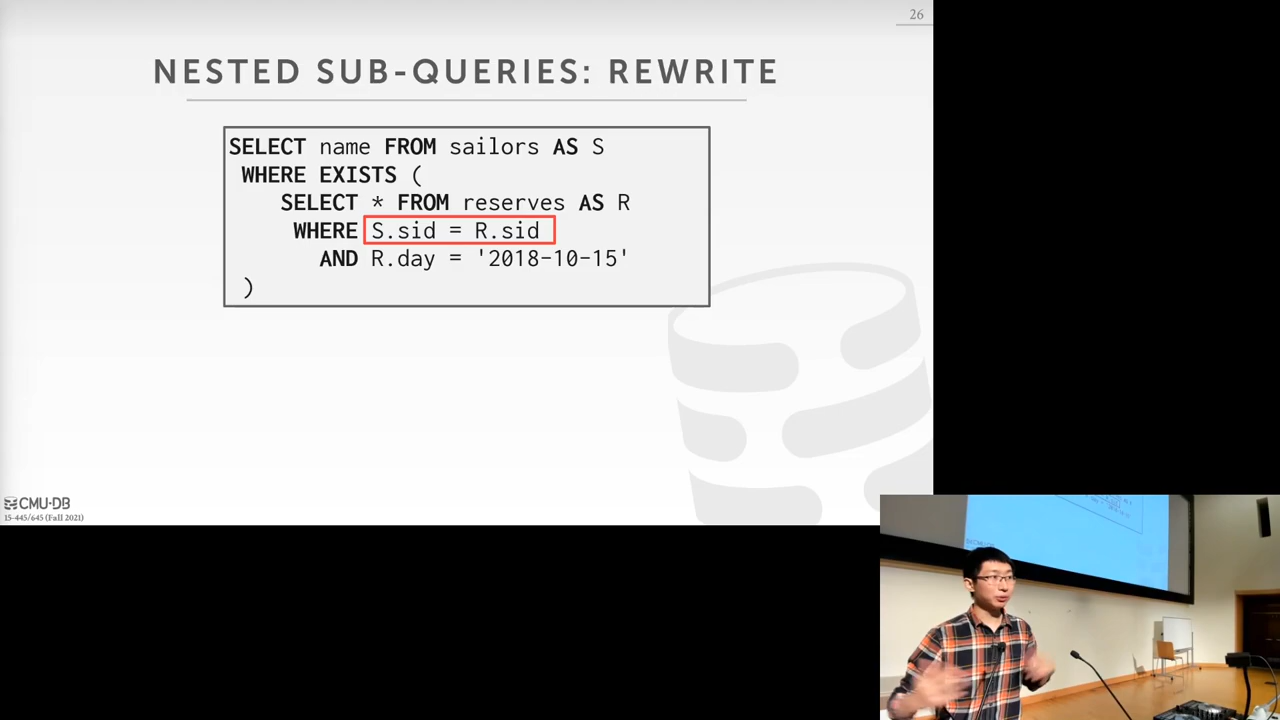 26
NESTED SUB-QUERIES: REWRITE
SELECT name FROM sailors AS S
WHERE EXISTS (
SELECT * FROM reserves AS R
WHERE S.sid = R.sid
AND R.day = '2018-10-15'
)
CMU·DB
15-445/645 (Fall 2021)